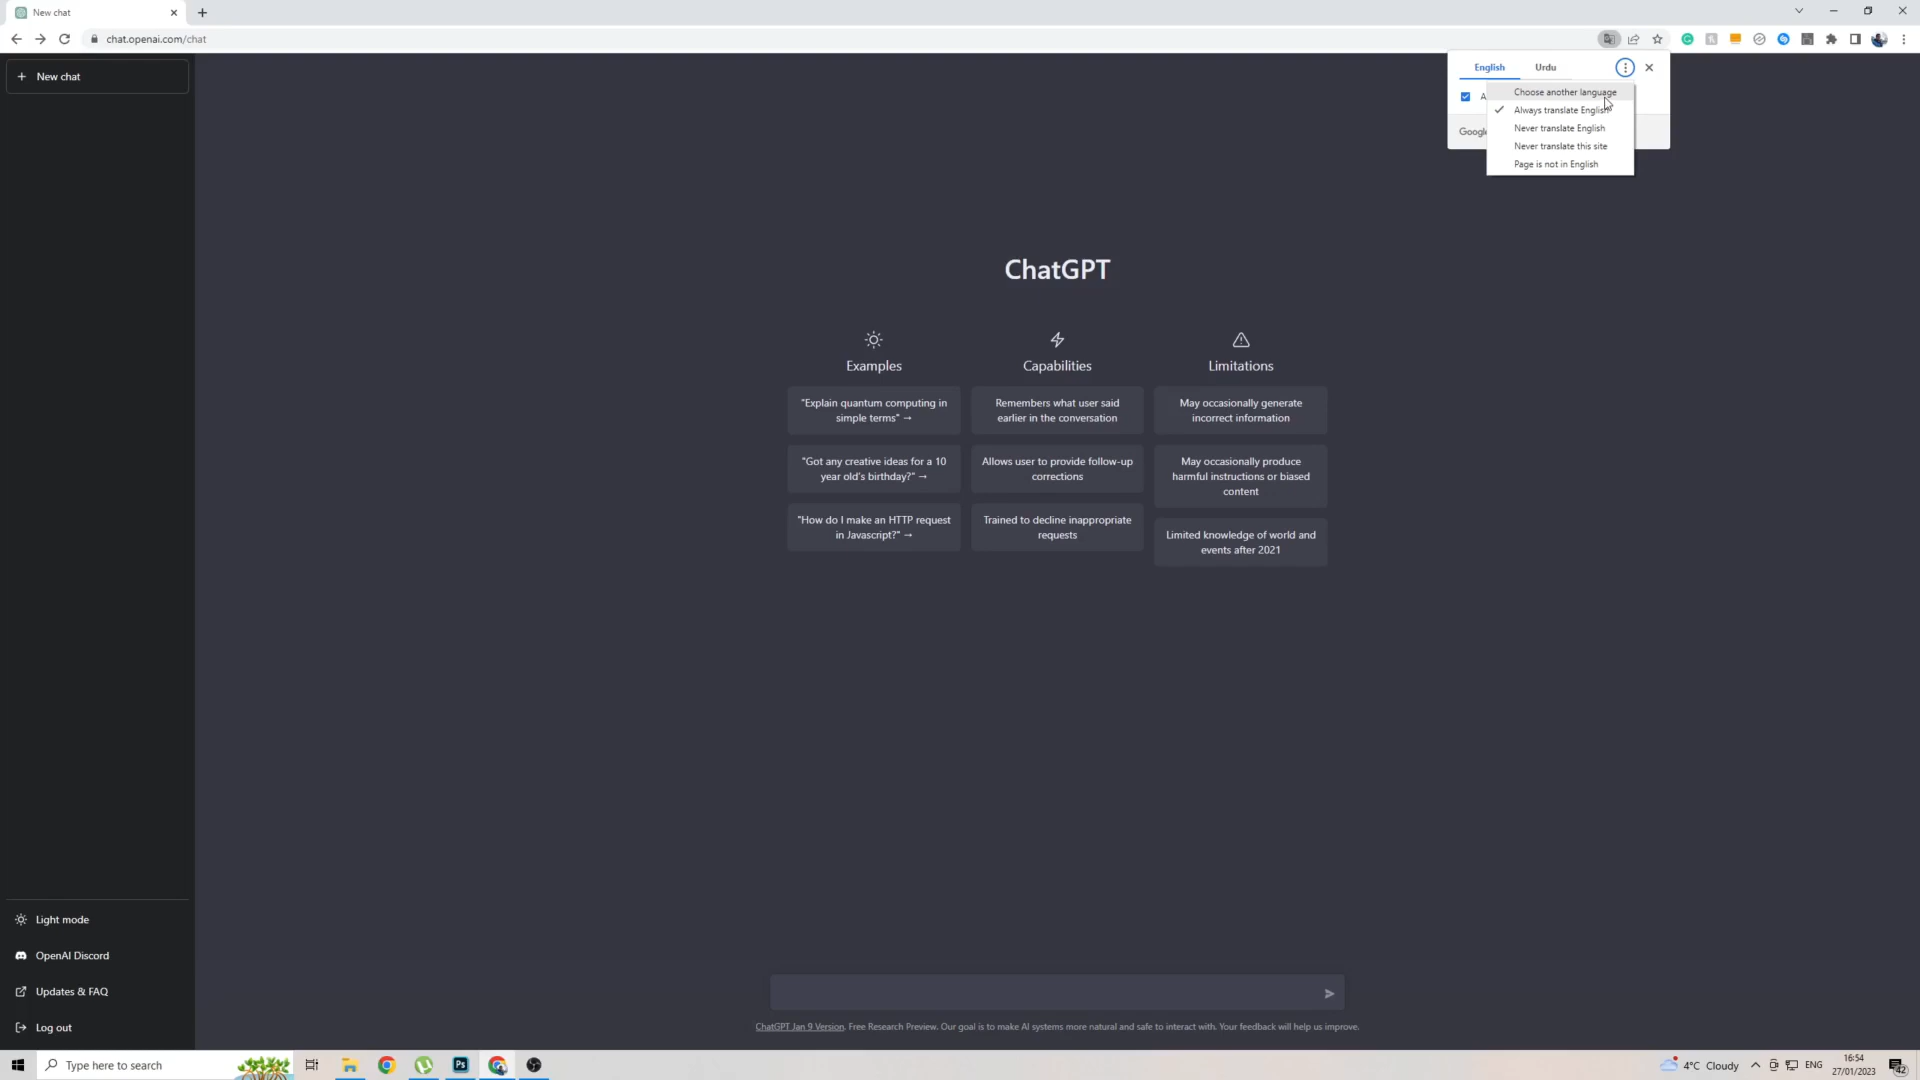 New chat
chat.openai.com/chat
New chat
English
Urdu
Choose another language
A
Always translate English
Google
Never translate English
Never translate this site
Page is not in English
ChatGPT
Examples
Capabilities
Limitations
"Explain quantum computing in
simple terms" →
Remembers what user said
earlier in the conversation
May occasionally generate
incorrect information
"Got any creative ideas for a 10
year old's birthday?" →
Allows user to provide follow-up
corrections
May occasionally produce
harmful instructions or biased
content
"How do I make an HTTP request
in Javascript?" →
Trained to decline inappropriate
requests
Limited knowledge of world and
events after 2021
Light mode
OpenAI Discord
Updates & FAQ
Log out
ChatGPT Jan 9 Version. Free Research Preview. Our goal is to make AI systems more natural and safe to interact with. Your feedback will help us improve.
Type here to search
Ps
4°C Cloudy
ENG
16:54
27/01/2023
42